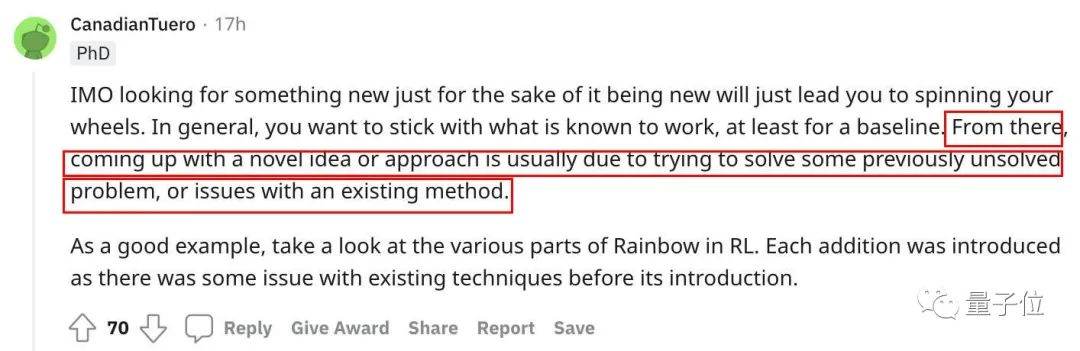 CanadianTuero · 17h
PhD
IMO looking for something new just for the sake of it being new will just lead you to spinning your
wheels. In general, you want to stick with what is known to work, at least for a baseline. From there,
coming up with a novel idea or approach is usually due to trying to solve some previously unsolved
problem, or issues with an existing method.
As a good example, take a look at the various parts of Rainbow in RL. Each addition was introduced
as there was some issue with existing techniques before its introduction.
70 Reply Give Award Share Report Save
量子位